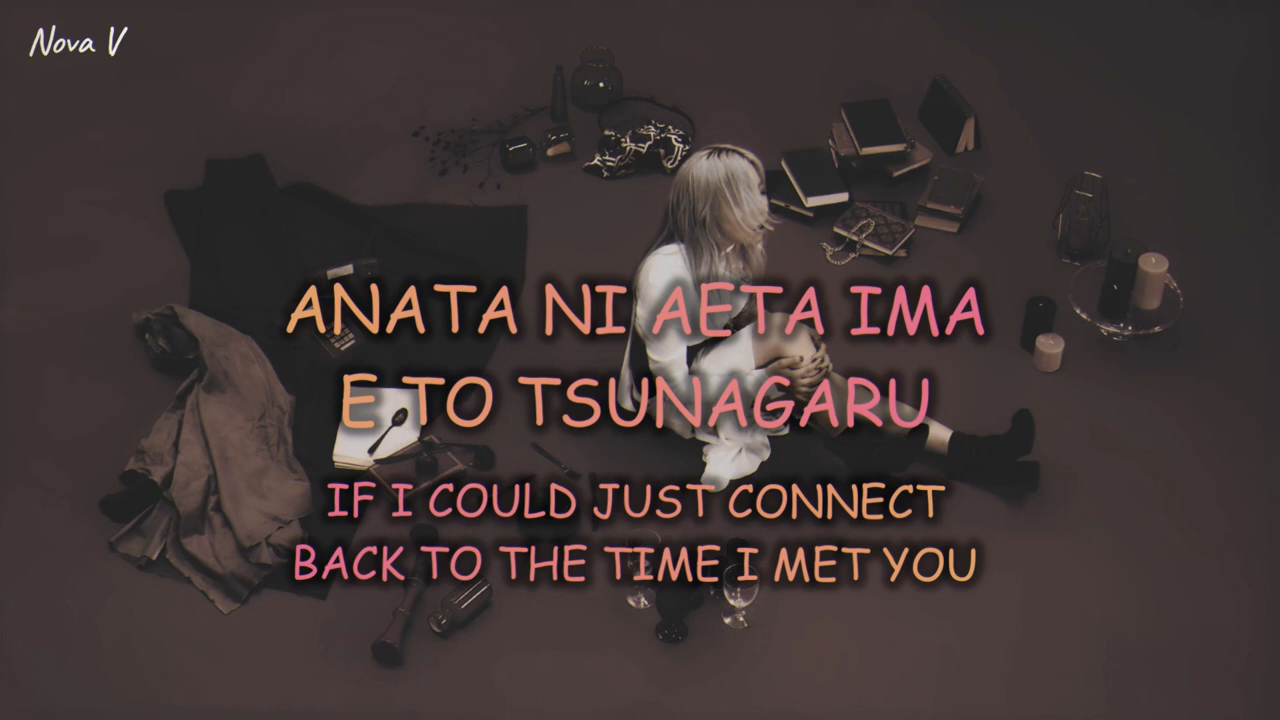 Nova V
ANATA NI AETA IMA
E TO TSUNAGARU
IF I COULD JUST CONNECT
BACK TO THE TIME I MET YOU